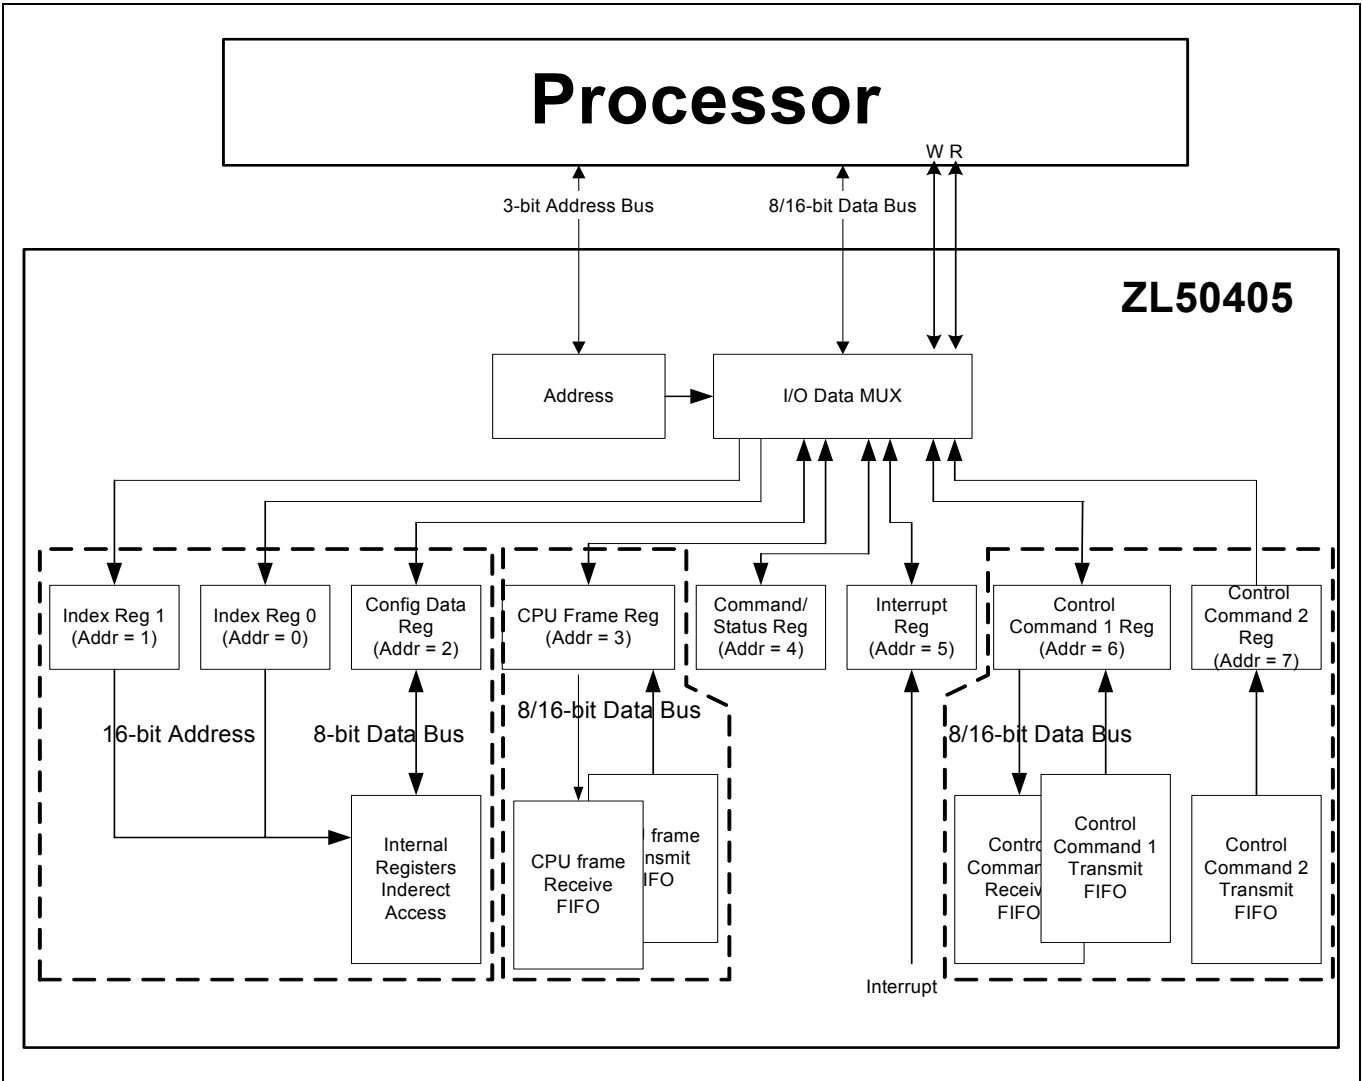 Processor
W R
3-bit Address Bus
8/16-bit Data Bus
ZL50405
Address
I/O Data MUX
Index Reg 1
(Addr = 1)
Index Reg 0
(Addr = 0)
Config Data
Reg
(Addr = 2)
CPU Frame Reg
(Addr = 3)
Command/
Status Reg
(Addr = 4)
Interrupt
Reg
(Addr = 5)
Control
Command 1 Reg
(Addr = 6)
Control
Command 2
Reg
(Addr = 7)
16-bit Address
8-bit Data Bus
8/16-bit Data Bus
8/16-bit Data Bus
Internal
Registers
Inderect
Access
CPU frame
Receive
FIFO
frame
Control
Command 1
Transmit
FIFO
FIFO
Control
Command 2
Transmit
FIFO
Interrupt